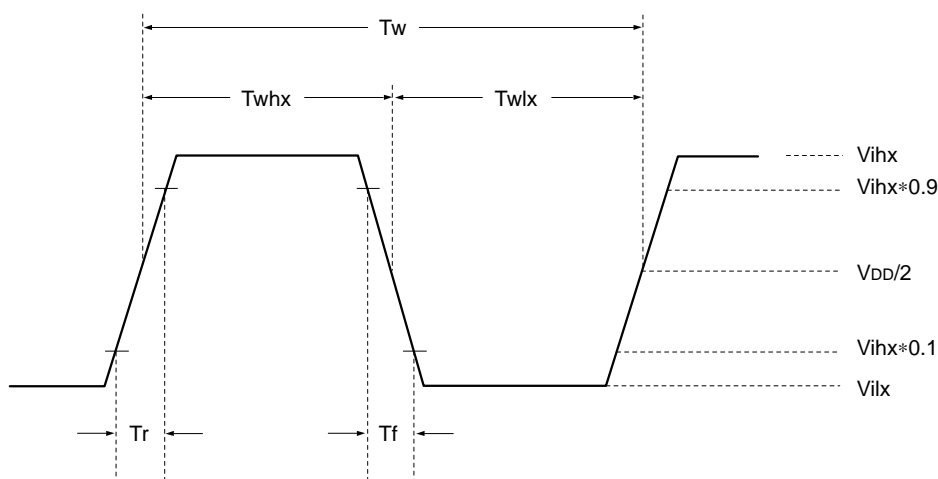 Tw
Twhx Twlx
Vihx
Vihx*0.9
VDD/2
Vihx*0.1
Vilx
Tr Tf